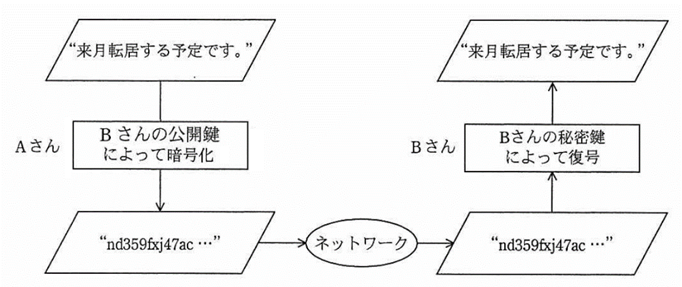 “来月転居する予定です。”
Aさん
Bさんの公開鍵
によって暗号化
“nd359fxj47ac …”
ネットワーク
“nd359fxj47ac …”
Bさん
Bさんの秘密鍵
によって復号
“来月転居する予定です。”